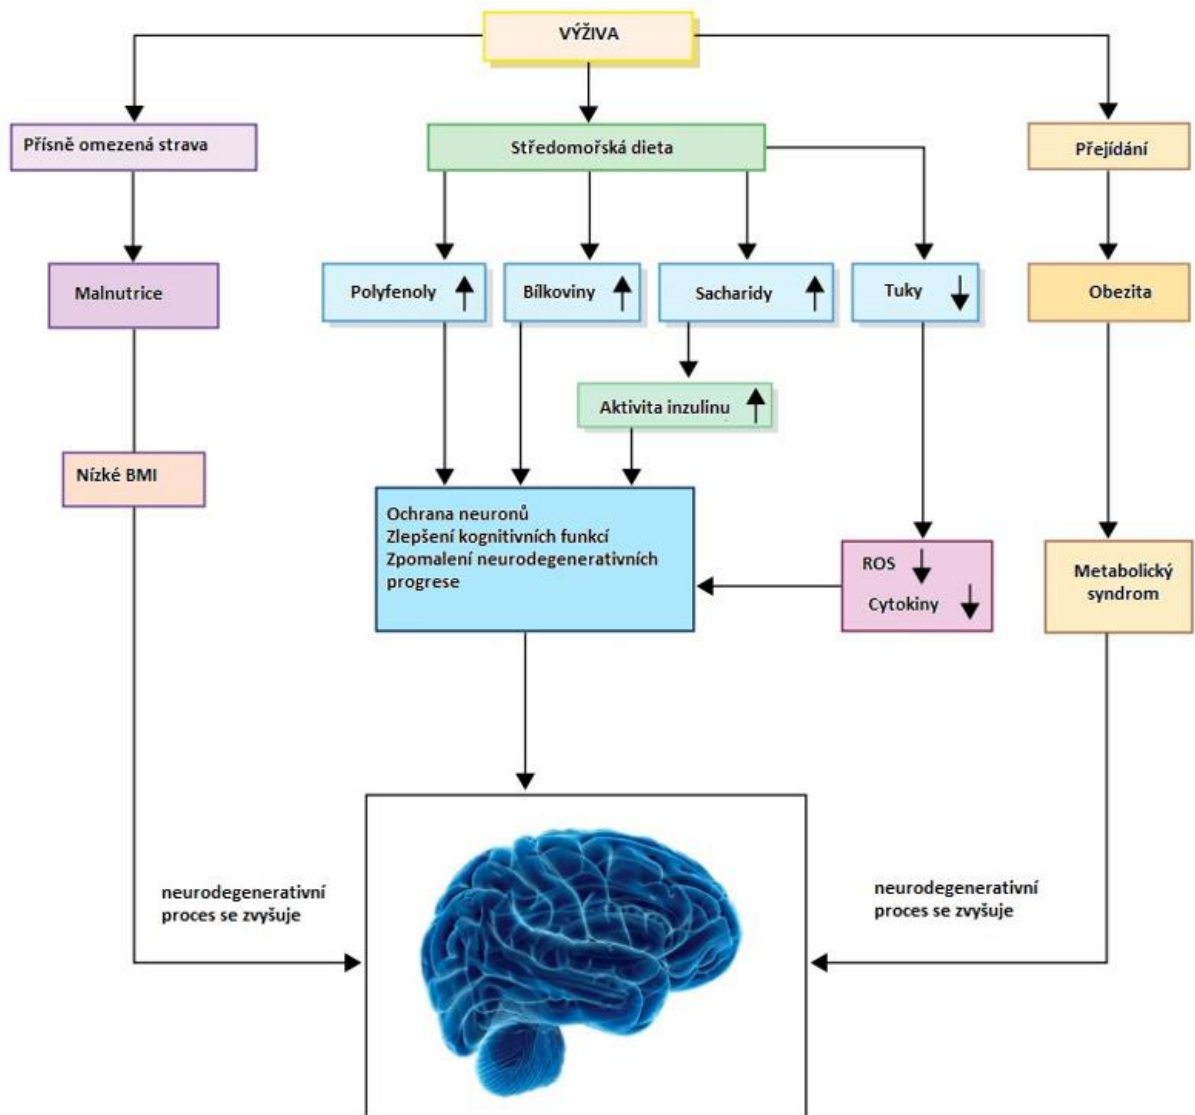 VÝŽIVA
Přísně omezená strava
Středomořská dieta
Přejídání
Malnutrice
Polyfenoly
Bílkoviny
Sacharidy
Tuky
Obezita
Aktivita inzulinu
Nízké BMI
Ochrana neuronů
Zlepšení kognitivních funkcí
Zpomalení neurodegenerativních
progrese
ROS
Cytokiny
Metabolický
syndrom
neurodegenerativní
proces se zvyšuje
neurodegenerativní
proces se zvyšuje